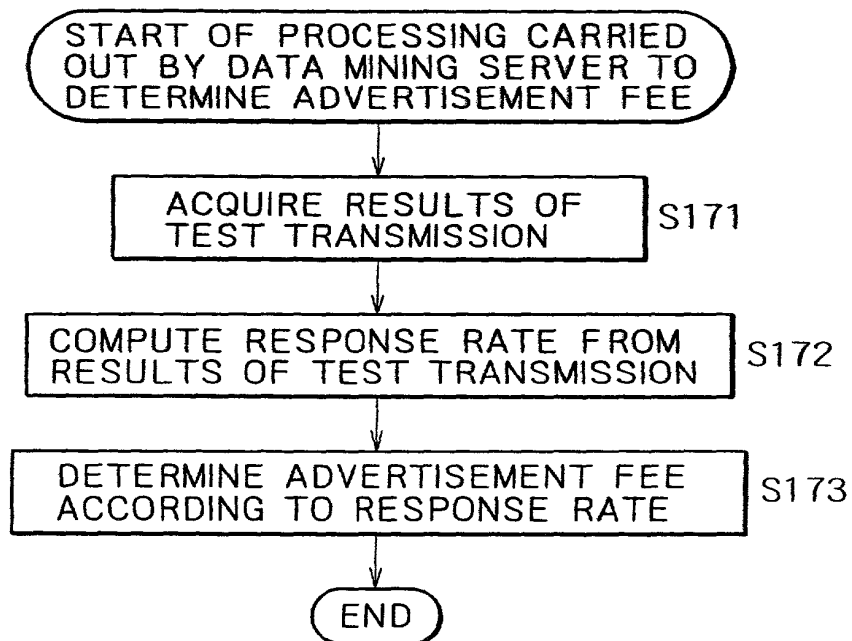 START OF PROCESSING CARRIED
OUT BY DATA MINING SERVER TO
DETERMINE ADVERTISEMENT FEE
ACQUIRE RESULTS OF
TEST TRANSMISSION
S171
COMPUTE RESPONSE RATE FROM
RESULTS OF TEST TRANSMISSION
S172
DETERMINE ADVERTISEMENT FEE
ACCORDING TO RESPONSE RATE
S173
END